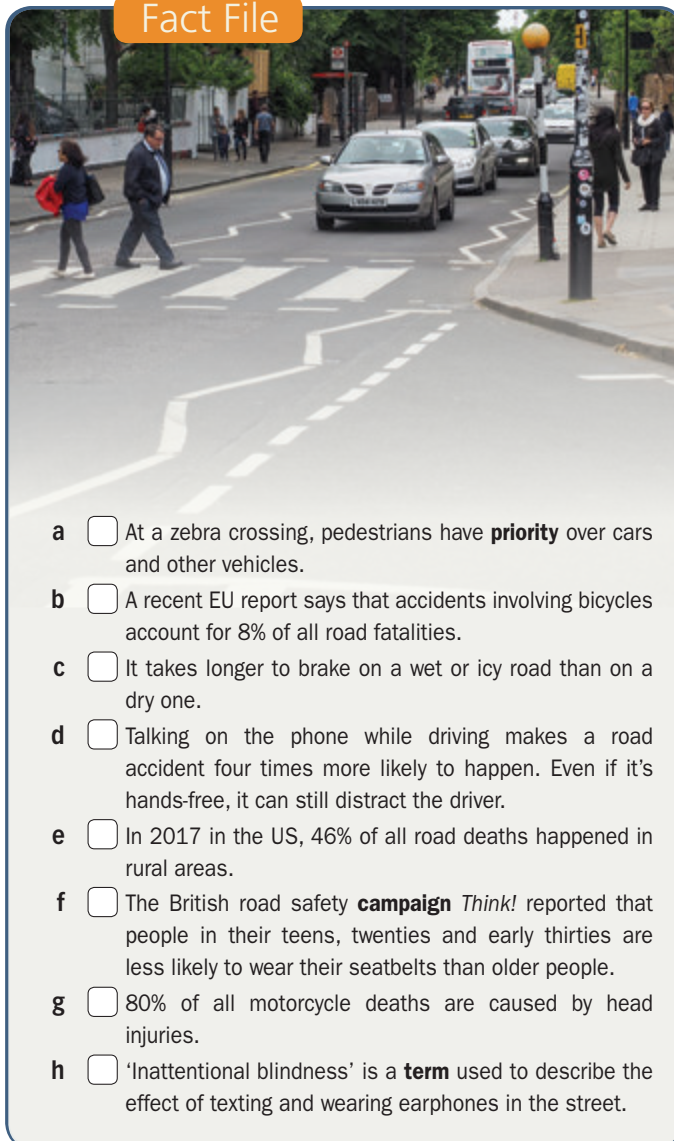 Fact File
a At a zebra crossing, pedestrians have priority over cars
and other vehicles.
b A recent EU report says that accidents involving bicycles
account for 8% of all road fatalities.
c It takes longer to brake on a wet or icy road than on a
dry one.
d Talking on the phone while driving makes a road
accident four times more likely to happen. Even if it's
hands-free, it can still distract the driver.
e In 2017 in the US, 46% of all road deaths happened in
rural areas.
f The British road safety campaign Think! reported that
people in their teens, twenties and early thirties are
less likely to wear their seatbelts than older people.
g 80% of all motorcycle deaths are caused by head
injuries.
h ‘Inattentional blindness’ is a term used to describe the
effect of texting and wearing earphones in the street.